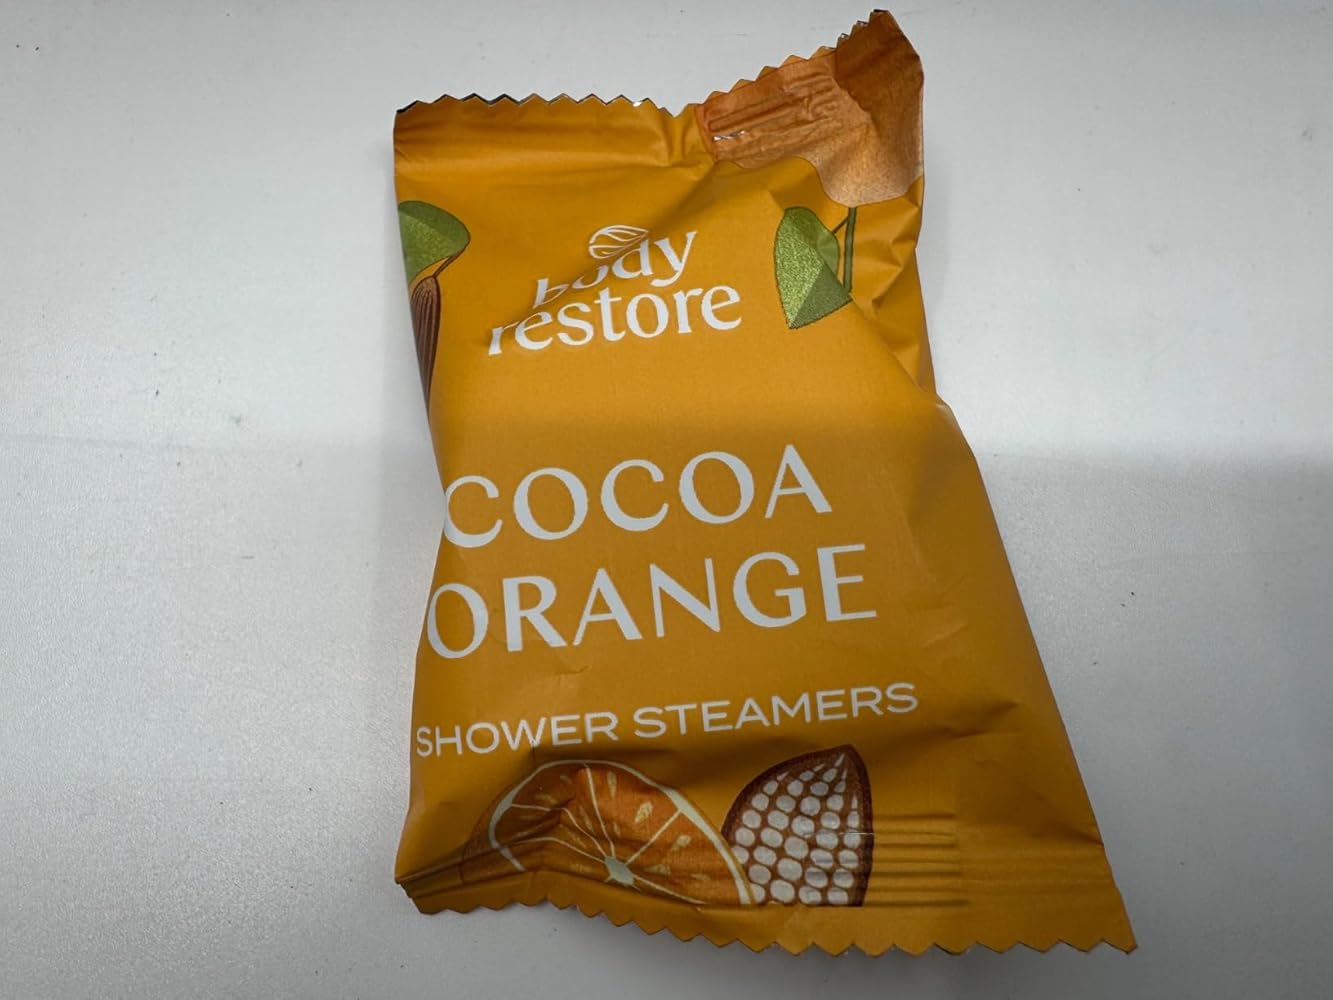 body
restore
COCOA
ORANGE
SHOWER STEAMERS